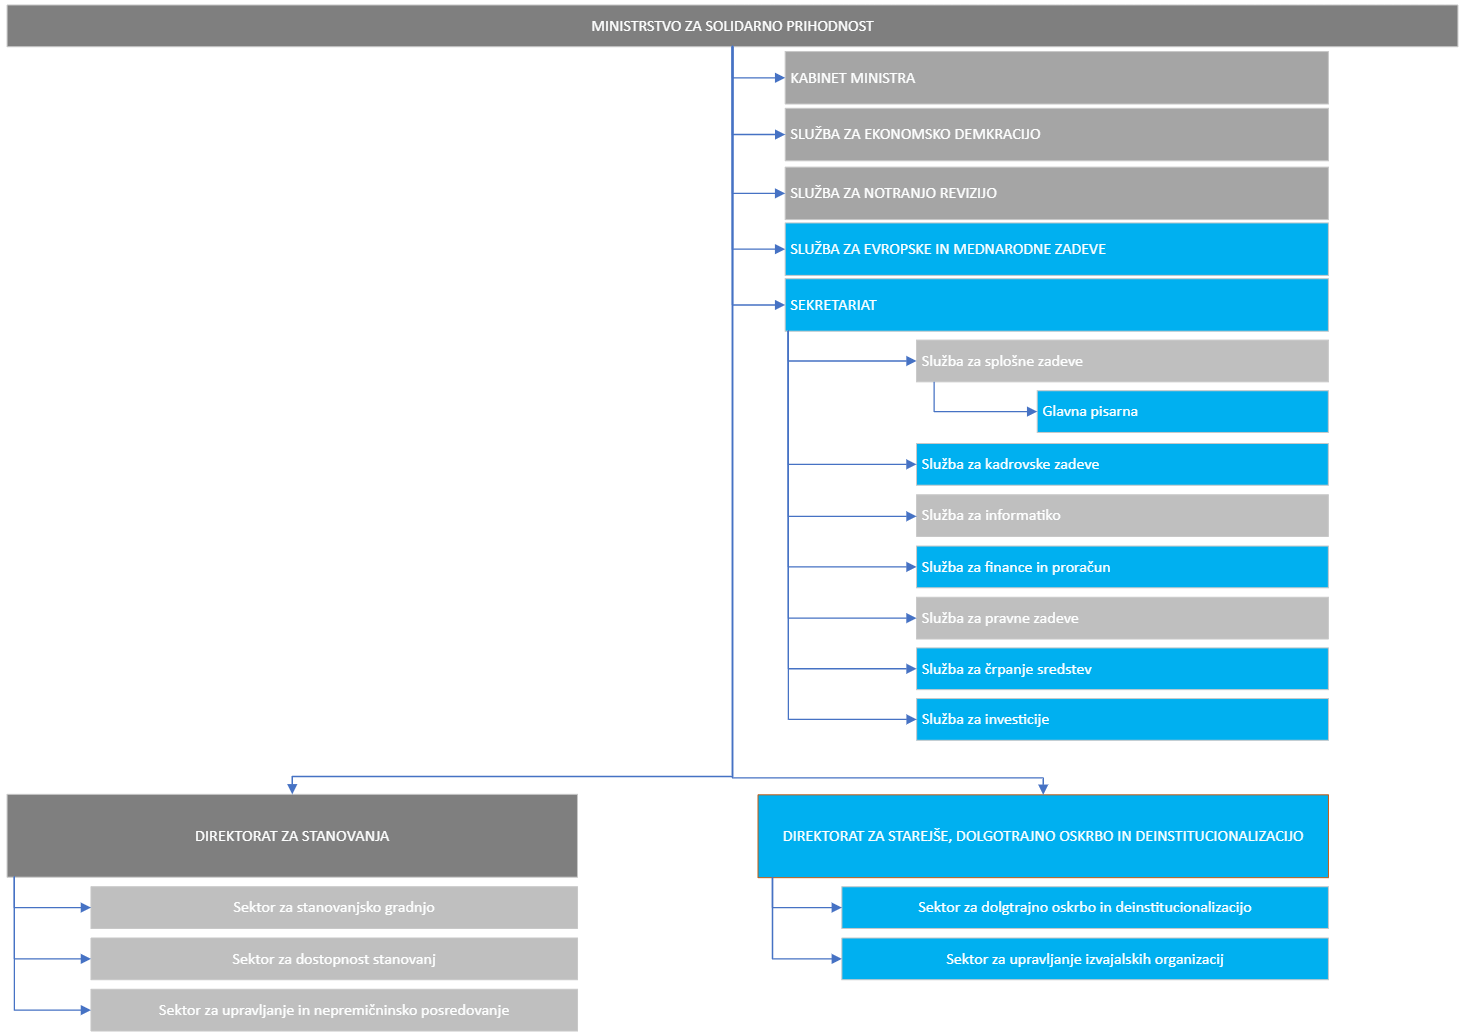 MINISTRSTVO ZA SOLIDARNO PRIHODNOST
KABINET MINISTRA
SLUŽBA ZA EKONOMSKO DEMKRACIJO
SLUŽBA ZA NOTRANJO REVIZIJO
SLUŽBA ZA EVROPSKE IN MEDNARODNE ZADEVE
SEKRETARIAT
Služba za splošne zadeve
Glavna pisarna
Služba za kadrovske zadeve
Služba za informatiko
Služba za finance in proračun
Služba za pravne zadeve
Služba za črpanje sredstev
Služba za investicije
DIREKTORAT ZA STANOVANJA
Sektor za stanovanjsko gradnjo
Sektor za dostopnost stanovanj
Sektor za upravljanje in nepremičninsko posredovanje
DIREKTORAT ZA STAREJŠE, DOLGOTRAJNO OSKRBO IN DEINSTITUCIONALIZACIJO
Sektor za dolgtrajno oskrbo in deinstitucionalizacijo
Sektor za upravljanje izvajalskih organizacij